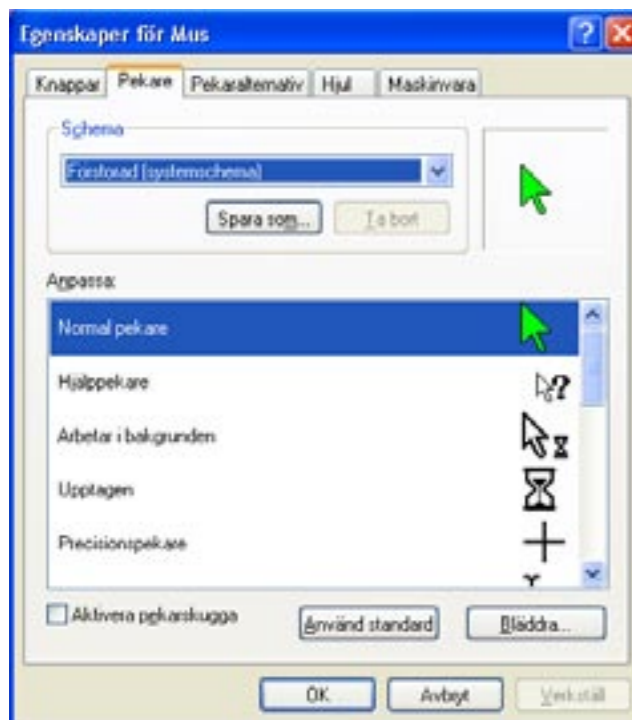 Egenskaper för Mus
Knappar Pekare Pekaralternativ Hjul Maskinvara
Schema
Förstorad (systemschema)
Spara som... Ta bort
Anpassa:
Normal pekare
Hjälppekare
Arbetar i bakgrunden
Upptagen
Precisionspekare
Aktivera pekarskugga Använd standard Bläddra...
OK Avbryt Verkställ